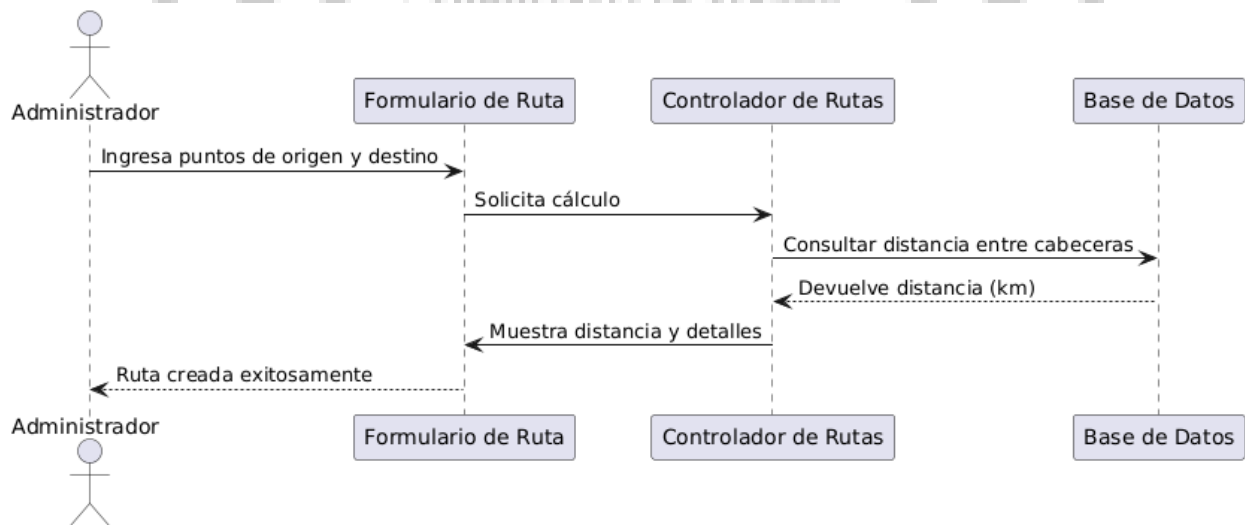 Administrador
Formulario de Ruta
Controlador de Rutas
Base de Datos
Ingresa puntos de origen y destino
Solicita cálculo
Consultar distancia entre cabeceras
Devuelve distancia (km)
Muestra distancia y detalles
Ruta creada exitosamente
Administrador
Formulario de Ruta
Controlador de Rutas
Base de Datos